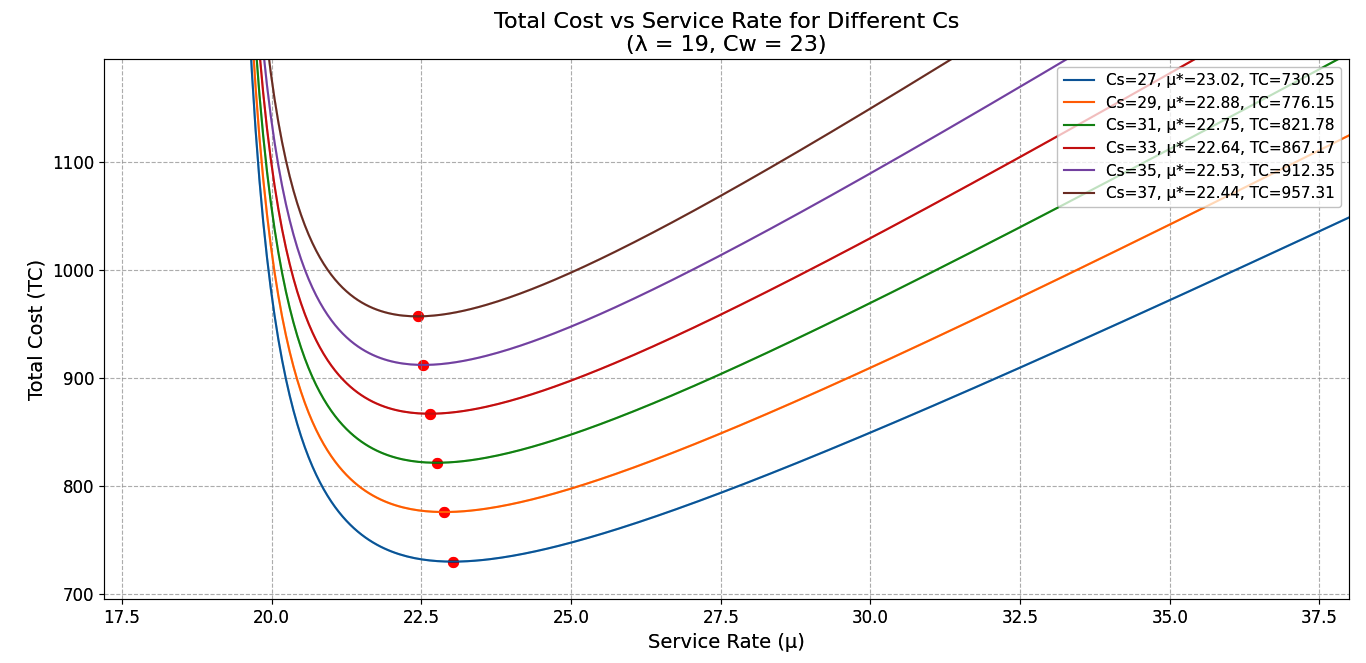 Total Cost vs Service Rate for Different Cs
(λ = 19, Cw = 23)
Cs=27, μ*=23.02, TC=730.25
Cs=29, μ*=22.88, TC=776.15
Cs=31, μ*=22.75, TC=821.78
Cs=33, μ*=22.64, TC=867.17
Cs=35, μ*=22.53, TC=912.35
Cs=37, μ*=22.44, TC=957.31
Total Cost (TC)
1100
1000
900
800
700
17.5 20.0 22.5 25.0 27.5 30.0 32.5 35.0 37.5
Service Rate (μ)